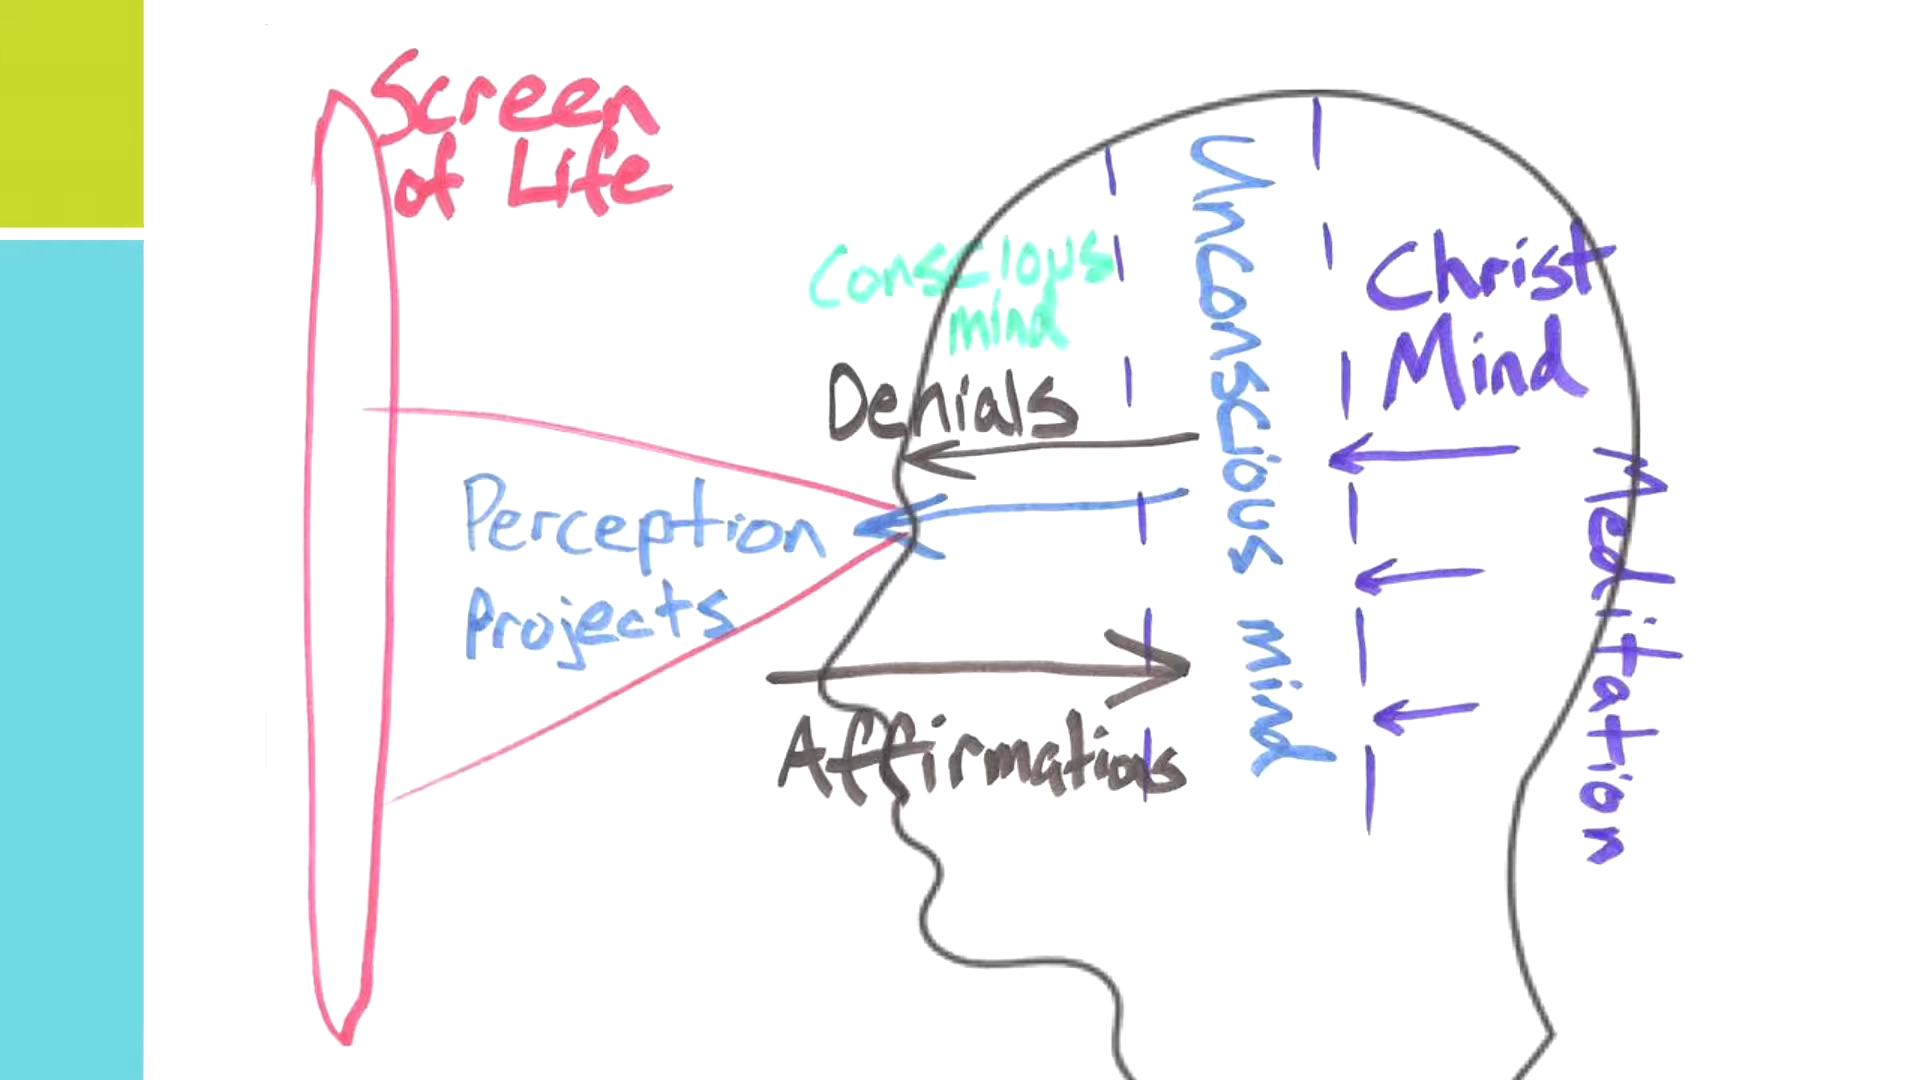 Screen
of Life
Conscious
mind
Unconscious mind
Christ
Mind
Denials
Perception
Projects
Affirmations
Meditation